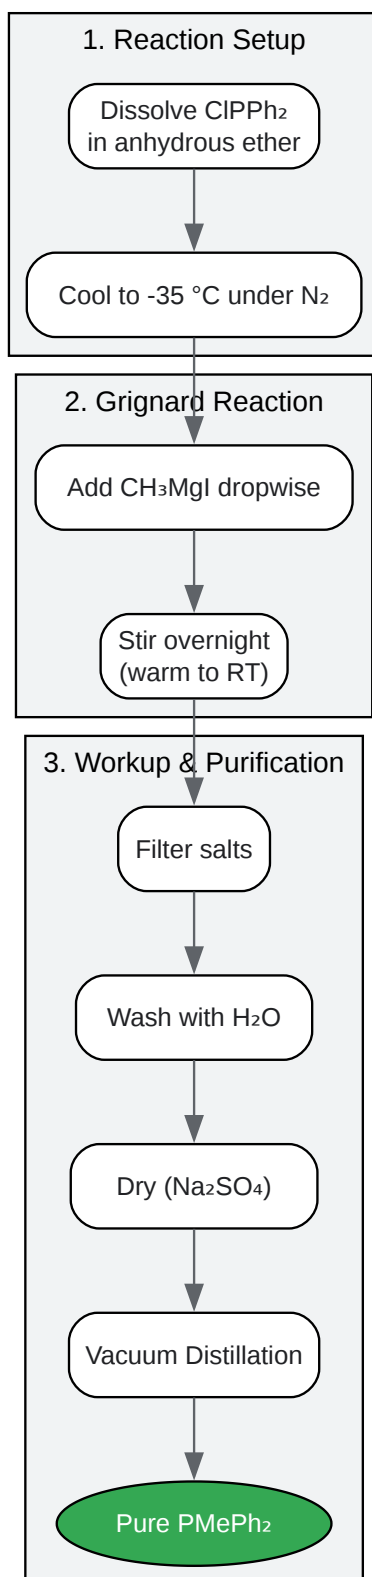 1. Reaction Setup
Dissolve ClPPh₂
in anhydrous ether
Cool to -35 °C under N₂
2. Grignard Reaction
Add CH₃MgI dropwise
Stir overnight
(warm to RT)
3. Workup & Purification
Filter salts
Wash with H₂O
Dry (Na₂SO₄)
Vacuum Distillation
Pure PMePh₂